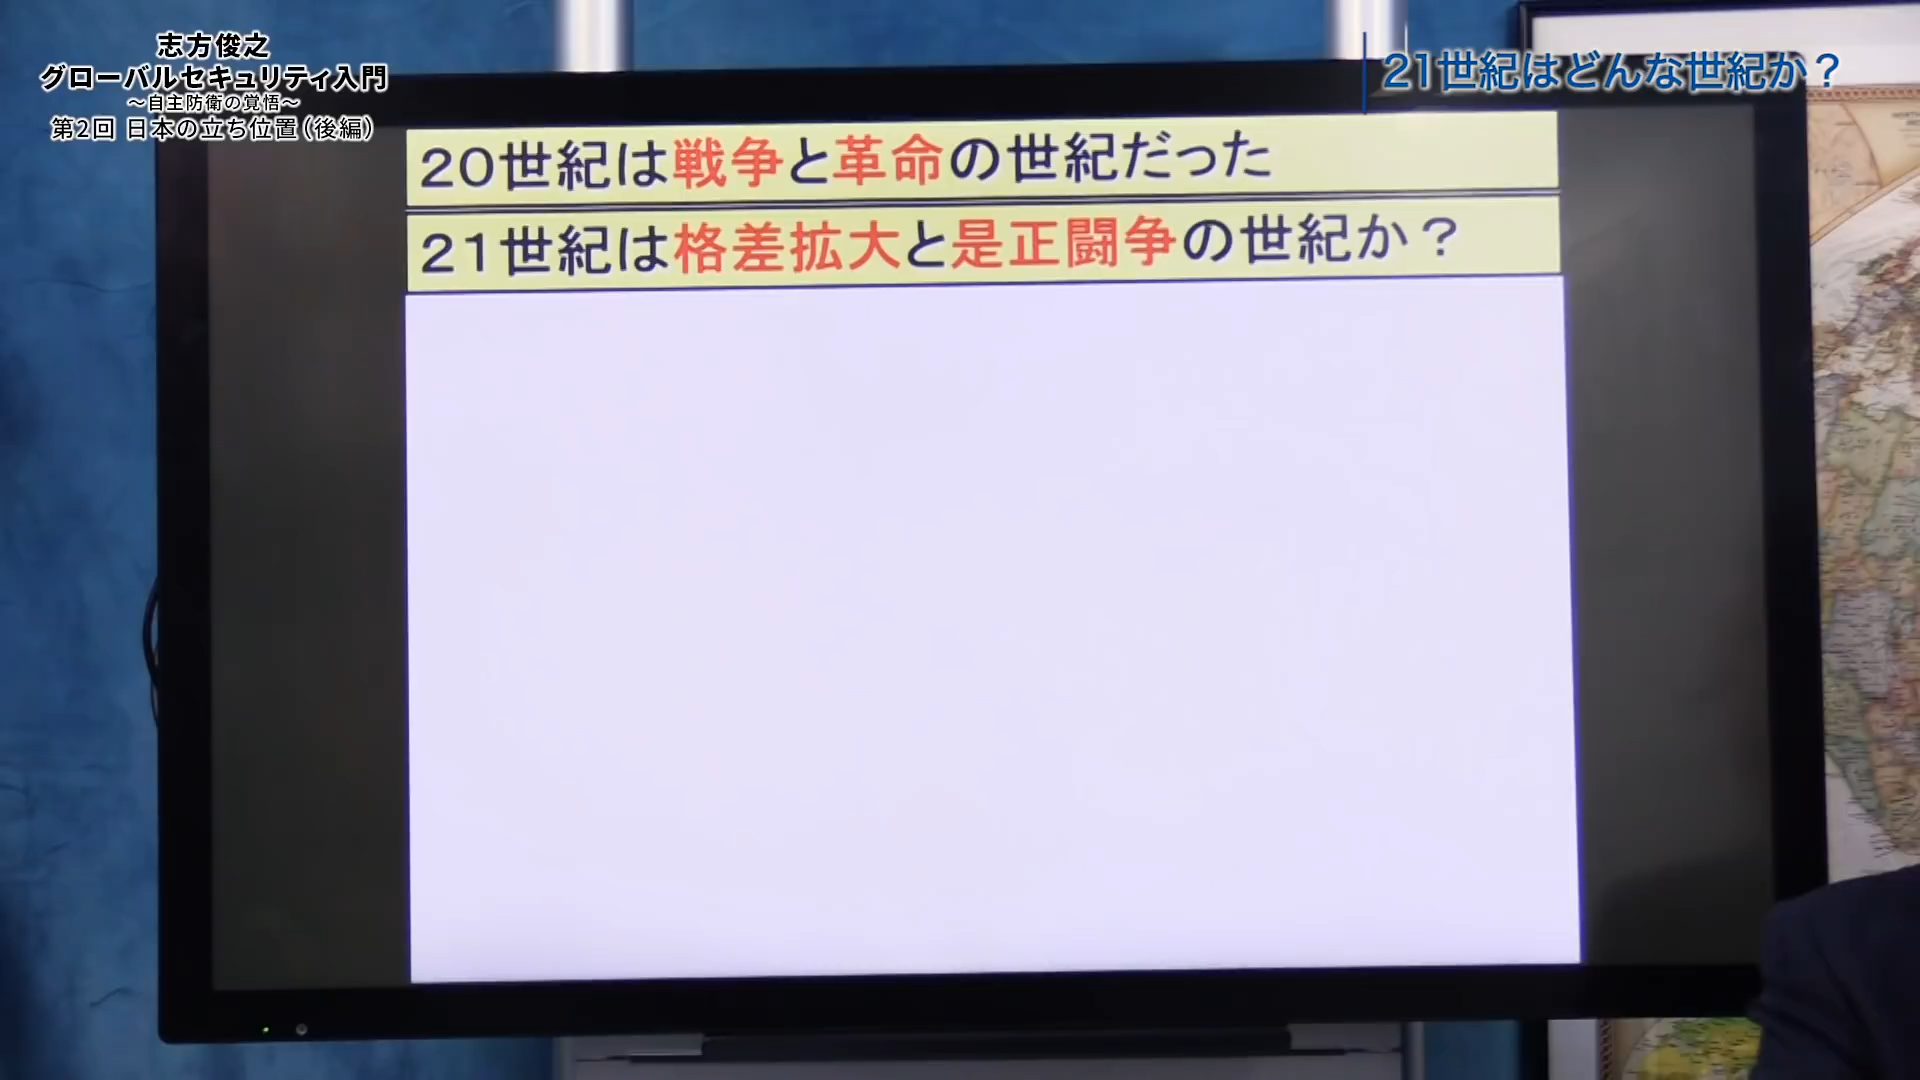 志方俊之
グローバルセキュリティ入門
〜自主防衛の覚悟〜
第2回 日本の立ち位置（後編）
21世紀はどんな世紀か？
２０世紀は戦争と革命の世紀だった
２１世紀は格差拡大と是正闘争の世紀か？